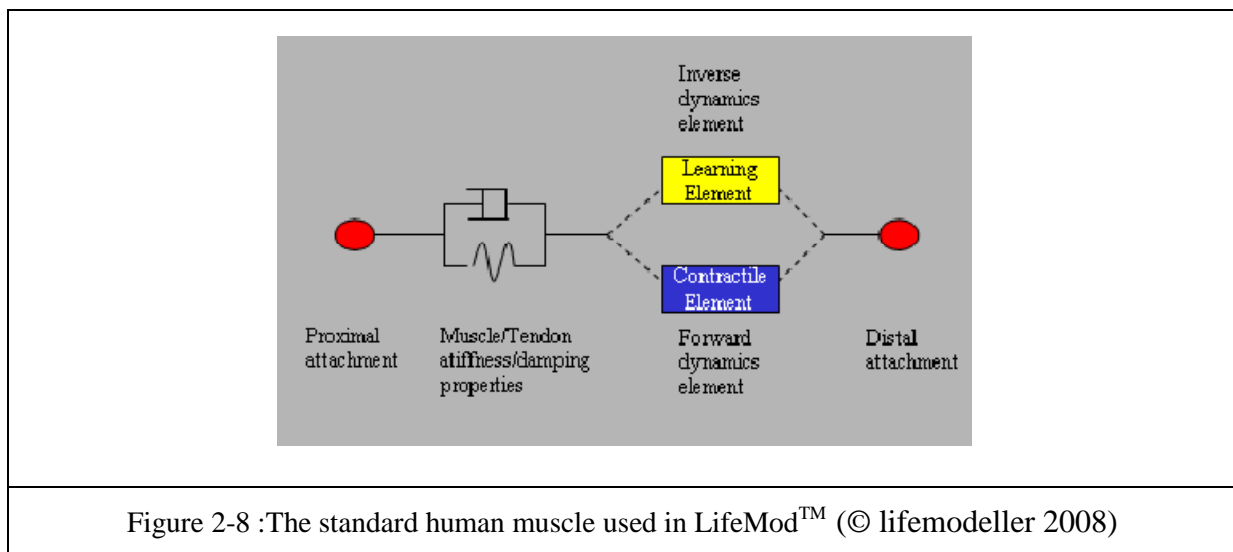 Inverse
dynamics
element
Learning
Element
Contractile
Element
Proximal
attachment
Muscle/Tendon
atiffness/damping
properties
Forward
dynamics
element
Distal
attachment
Figure 2-8 :The standard human muscle used in LifeMod™ (© lifemodeller 2008)